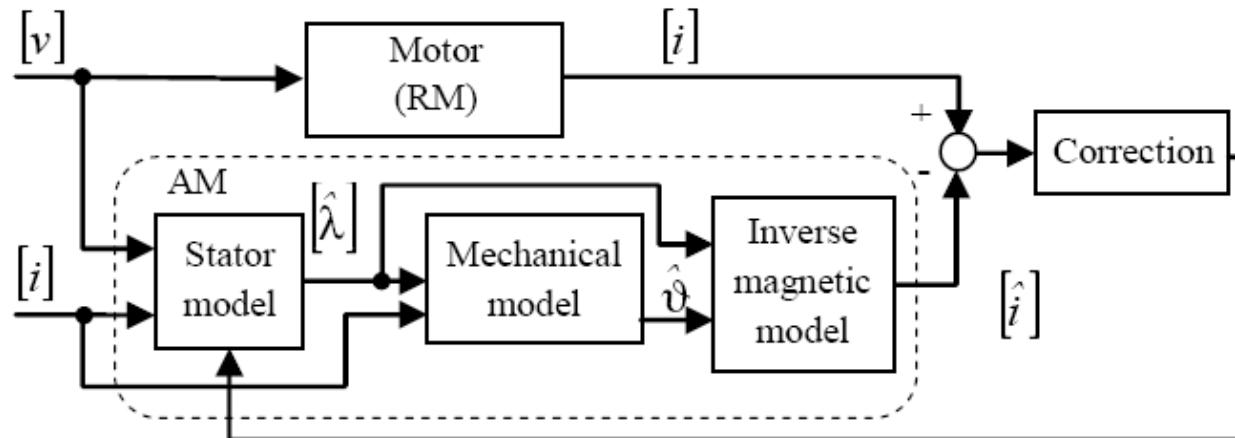 [v]
Motor
(RM)
[i]
+
-
Correction
AM
[λ̂]
Stator
model
[i]
Mechanical
model
ϑ̂
Inverse
magnetic
model
[î]